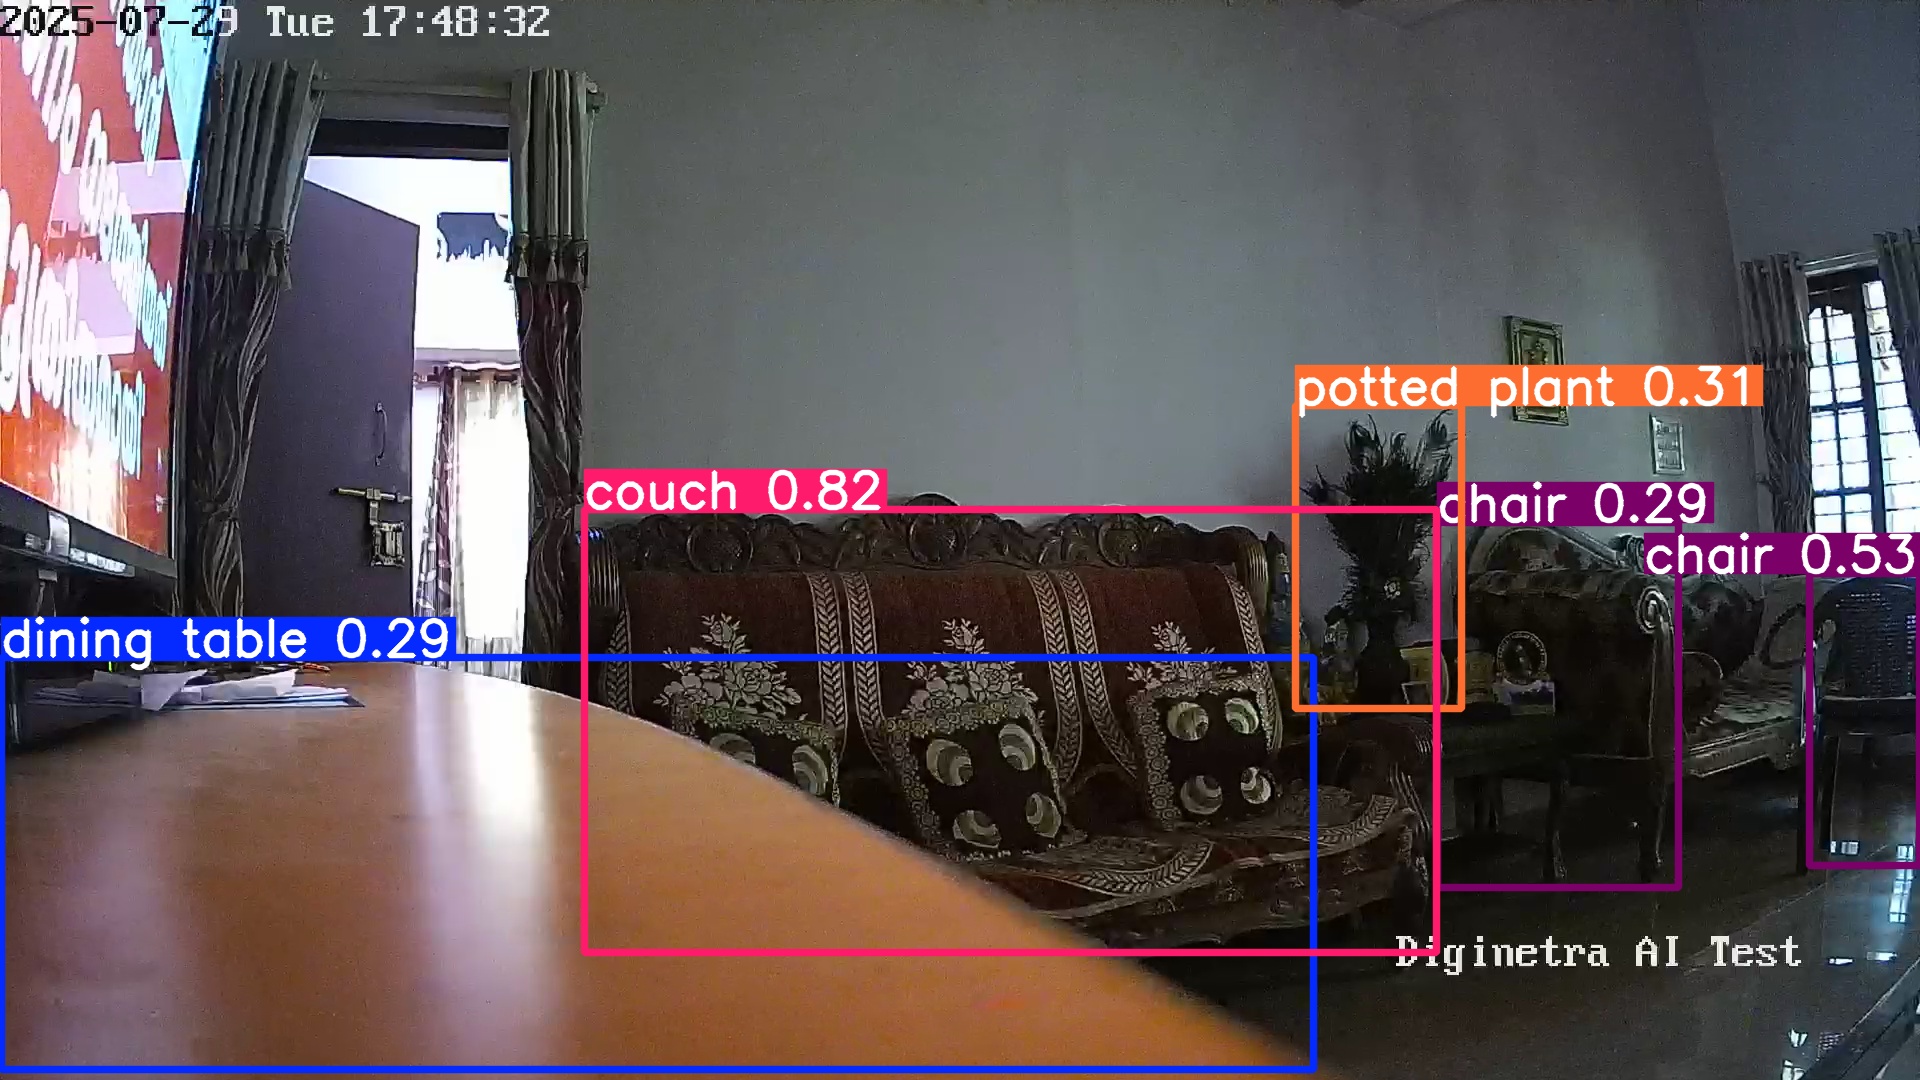 2025-07-29 Tue 17:48:32
potted plant 0.31
couch 0.82
chair 0.29
chair 0.53
dining table 0.29
Diginetra AI Test